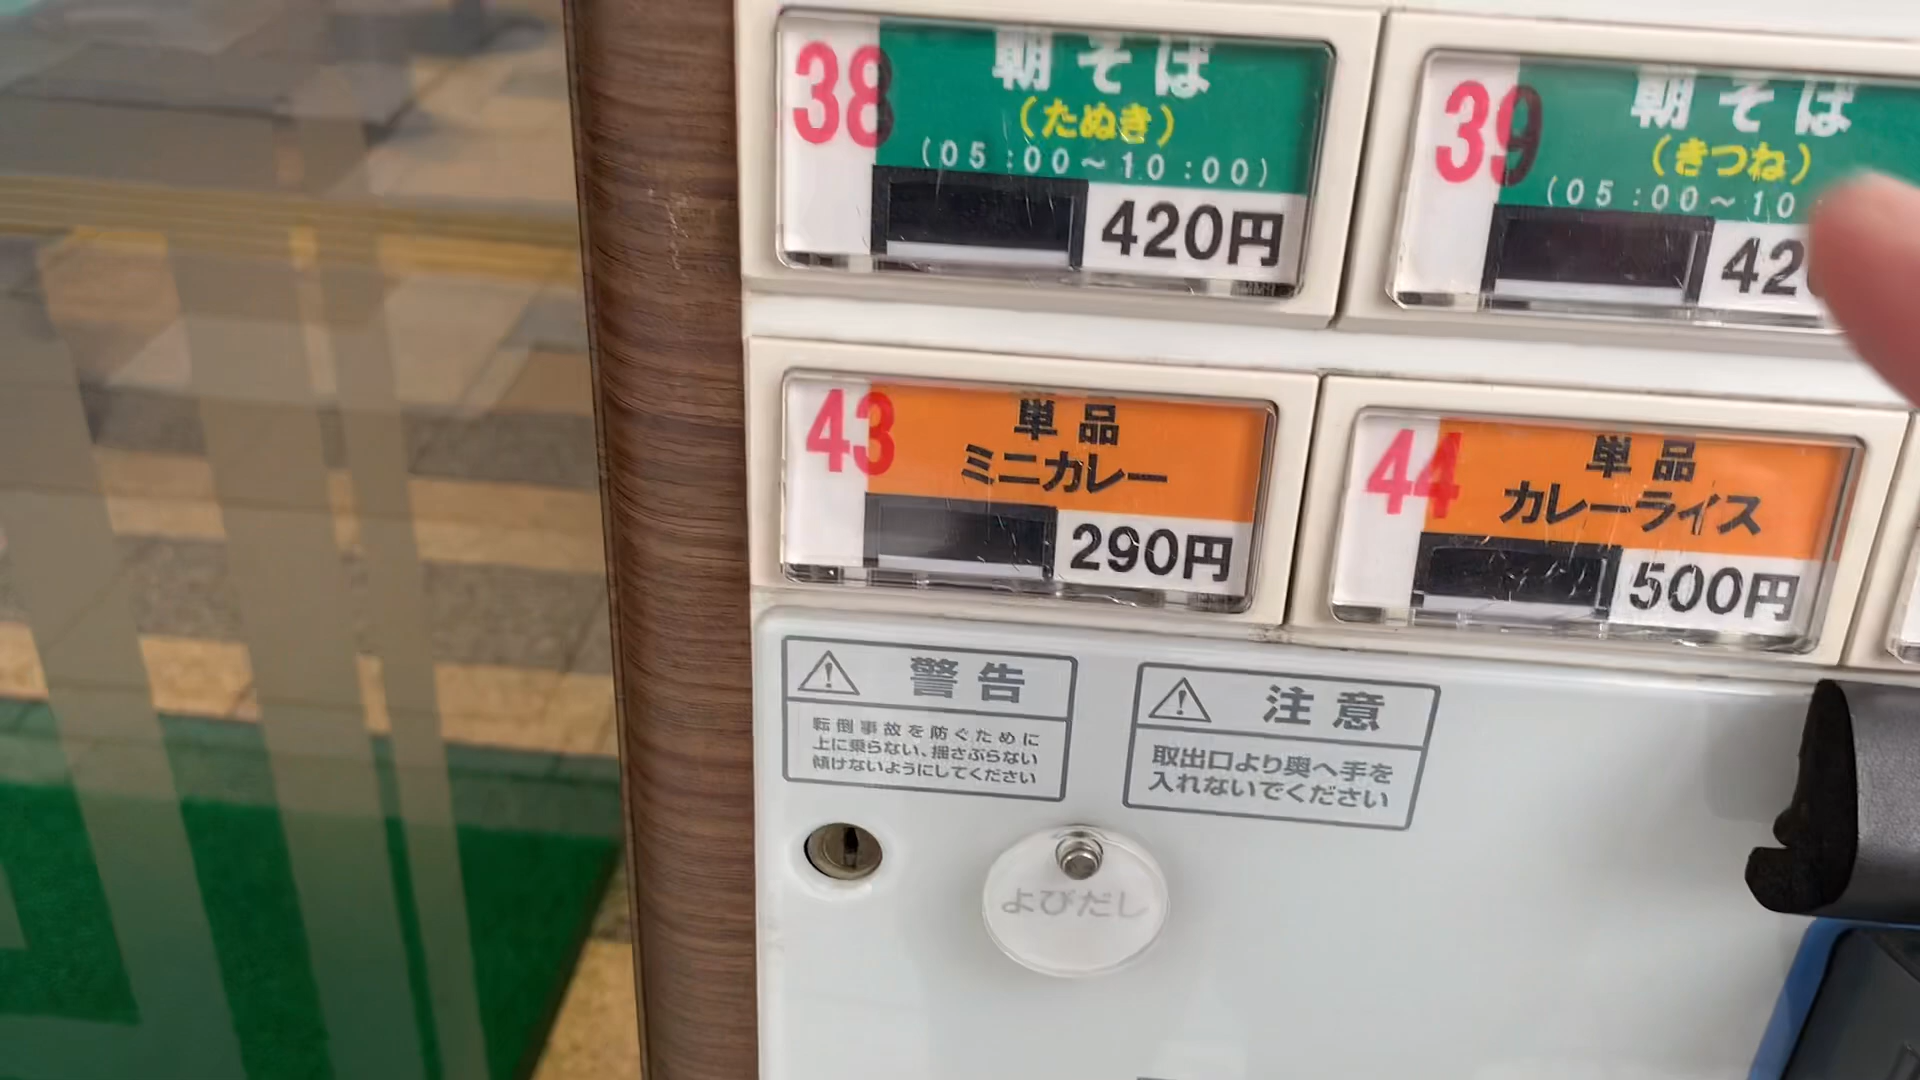 38
朝そば
(たぬき)
(05:00～10:00)
420円
39
朝そば
(きつね)
(05:00～10
42
43
単品
ミニカレー
290円
44
単品
カレーライス
500円
警告
転倒事故を防ぐために
上に乗らない、揺さぶらない
傾けないようにしてください
注意
取出口より奥へ手を
入れないでください
よびだし